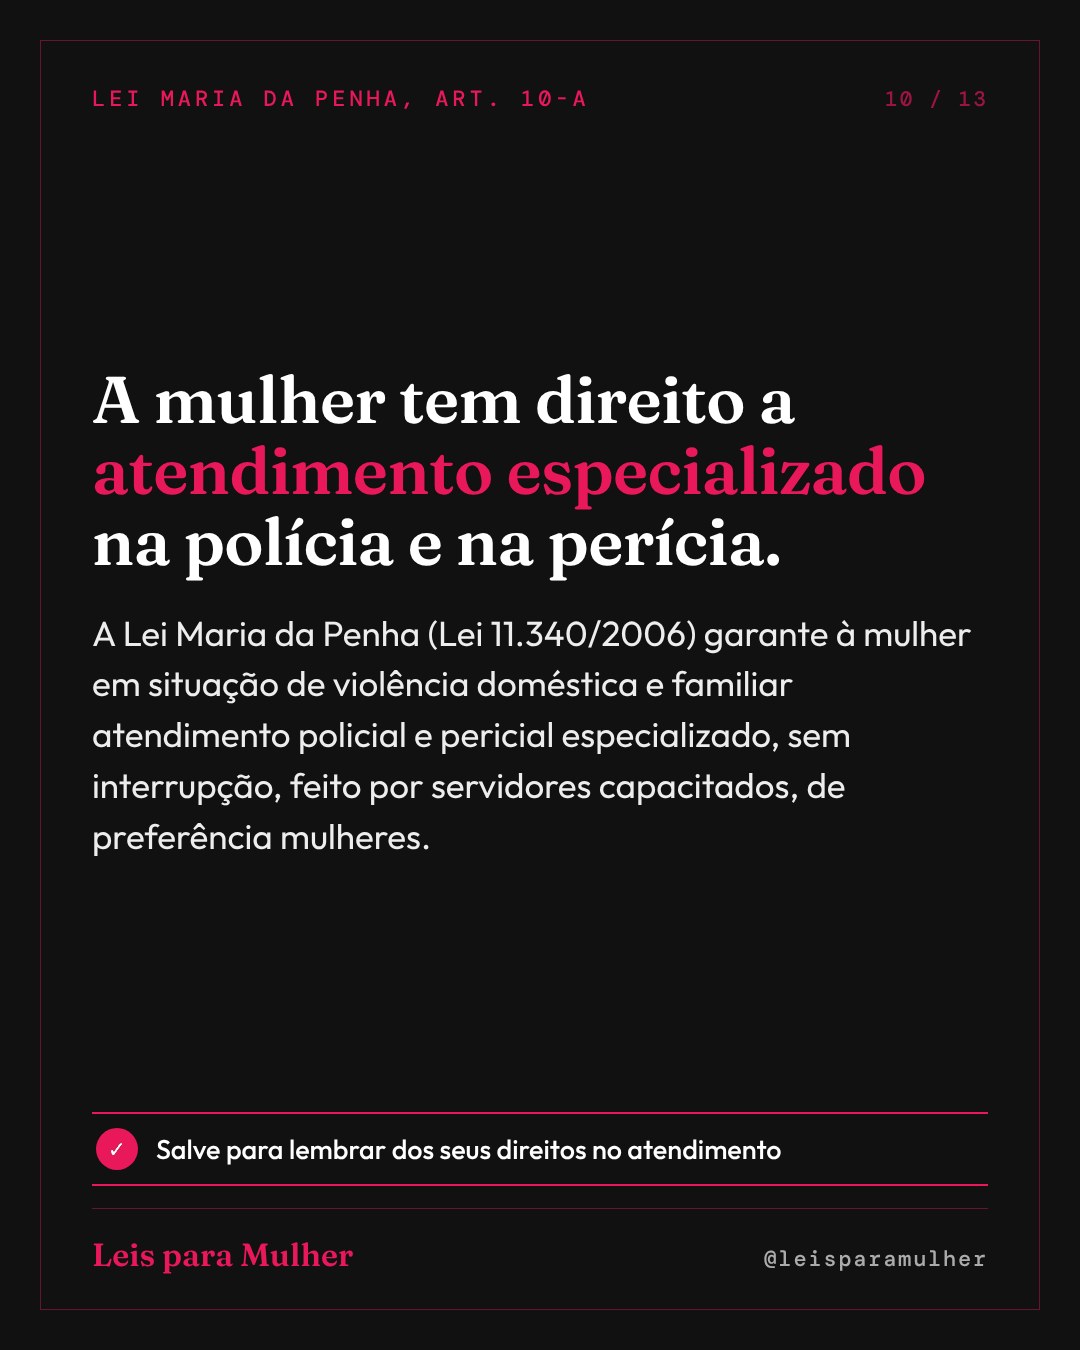 LEI MARIA DA PENHA, ART. 10-A
10 / 13
A mulher tem direito a
atendimento especializado
na polícia e na perícia.
A Lei Maria da Penha (Lei 11.340/2006) garante à mulher
em situação de violência doméstica e familiar
atendimento policial e pericial especializado, sem
interrupção, feito por servidores capacitados, de
preferência mulheres.
✓ Salve para lembrar dos seus direitos no atendimento
Leis para Mulher
@leisparamulher